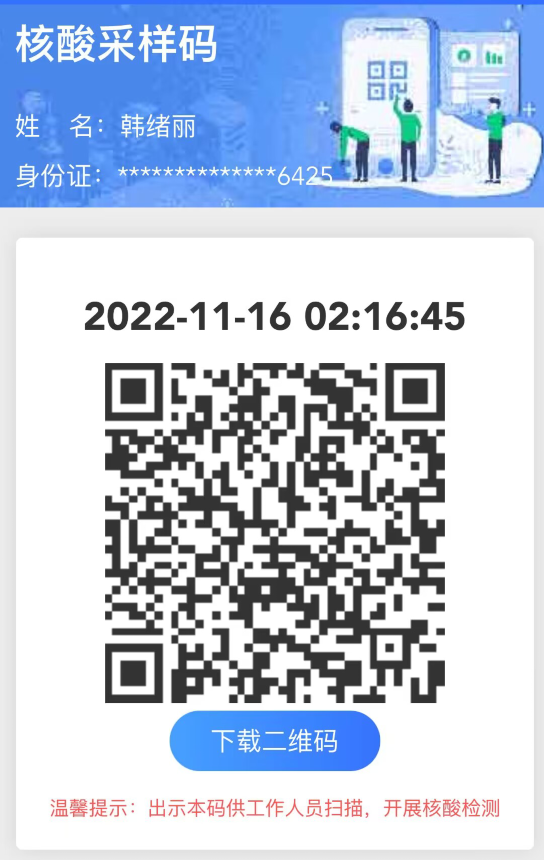 核酸采样码
姓 名：韩绪丽
身份证：**************6425
2022-11-16 02:16:45
下载二维码
温馨提示：出示本码供工作人员扫描，开展核酸检测